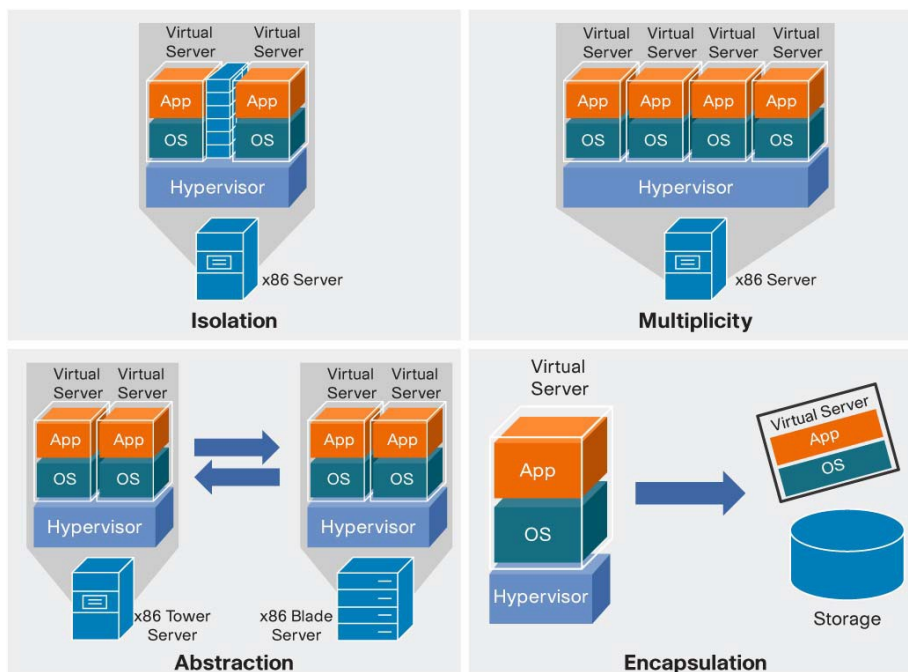 Virtual Server
Virtual Server
App
App
OS
OS
Hypervisor
x86 Server
Isolation
Virtual Server
Virtual Server
Virtual Server
Virtual Server
App
App
App
App
OS
OS
OS
OS
Hypervisor
x86 Server
Multiplicity
Virtual Server
Virtual Server
App
App
OS
OS
Hypervisor
x86 Tower
Server
Virtual Server
Virtual Server
App
App
OS
OS
Hypervisor
x86 Blade
Server
Abstraction
Virtual
Server
App
OS
Hypervisor
Virtual Server
App
OS
Storage
Encapsulation